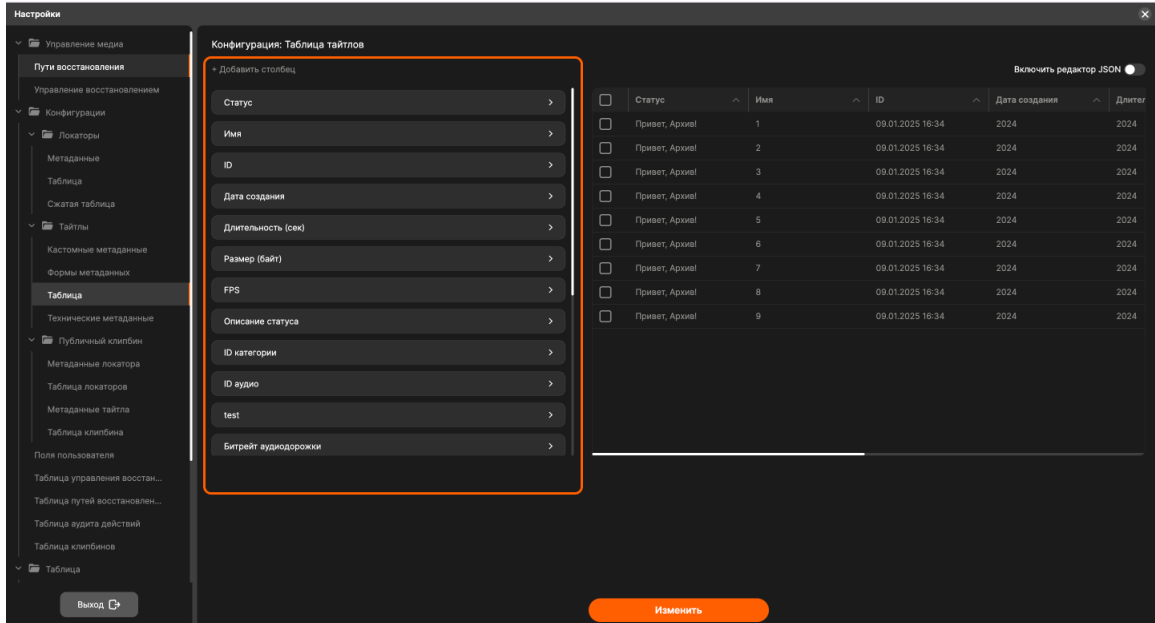 Настройки
Управление медиа
Пути восстановления
Управление восстановлением
Конфигурации
Локаторы
Метаданные
Таблица
Сжатая таблица
Тайтлы
Кастомные метаданные
Формы метаданных
Таблица
Технические метаданные
Публичный клипбин
Метаданные локатора
Таблица локаторов
Метаданные тайтла
Таблица клипбина
Поля пользователя
Таблица управления восстан...
Таблица путей восстановлен...
Таблица аудита действий
Таблица клипбинов
Таблица
Выход
Конфигурация: Таблица тайтлов
+ Добавить столбец
Статус
Имя
ID
Дата создания
Длительность (сек)
Размер (байт)
FPS
Описание статуса
ID категории
ID аудио
test
Битрейт аудиодорожки
Включить редактор JSON
Статус Имя ID Дата создания Длител
Привет, Архив! 1 09.01.2025 16:34 2024 2024
Привет, Архив! 2 09.01.2025 16:34 2024 2024
Привет, Архив! 3 09.01.2025 16:34 2024 2024
Привет, Архив! 4 09.01.2025 16:34 2024 2024
Привет, Архив! 5 09.01.2025 16:34 2024 2024
Привет, Архив! 6 09.01.2025 16:34 2024 2024
Привет, Архив! 7 09.01.2025 16:34 2024 2024
Привет, Архив! 8 09.01.2025 16:34 2024 2024
Привет, Архив! 9 09.01.2025 16:34 2024 2024
Изменить